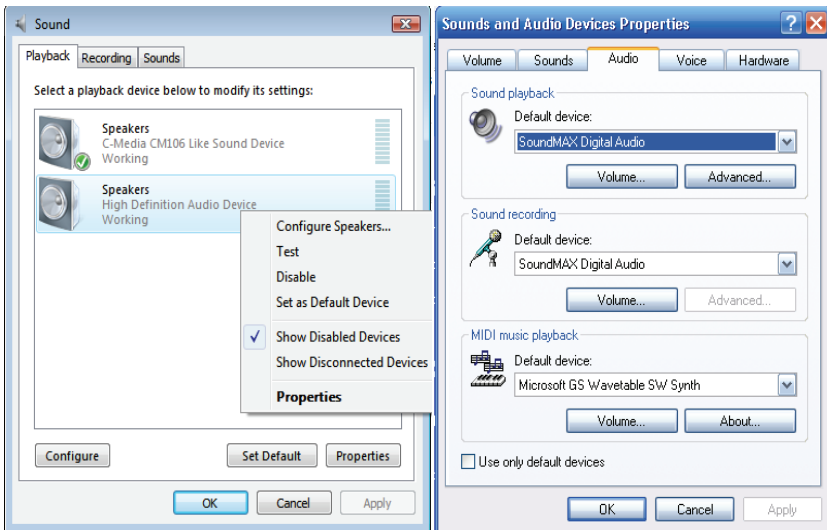 Sound
Playback Recording Sounds
Select a playback device below to modify its settings:
Speakers
C-Media CM106 Like Sound Device
Working
Speakers
High Definition Audio Device
Working
Configure Speakers...
Test
Disable
Set as Default Device
Show Disabled Devices
Show Disconnected Devices
Properties
Configure Set Default Properties
OK Cancel Apply
Sounds and Audio Devices Properties
Volume Sounds Audio Voice Hardware
Sound playback
Default device:
SoundMAX Digital Audio
Volume... Advanced...
Sound recording
Default device:
SoundMAX Digital Audio
Volume... Advanced...
MIDI music playback
Default device:
Microsoft GS Wavetable SW Synth
Volume... About...
Use only default devices
OK Cancel Apply